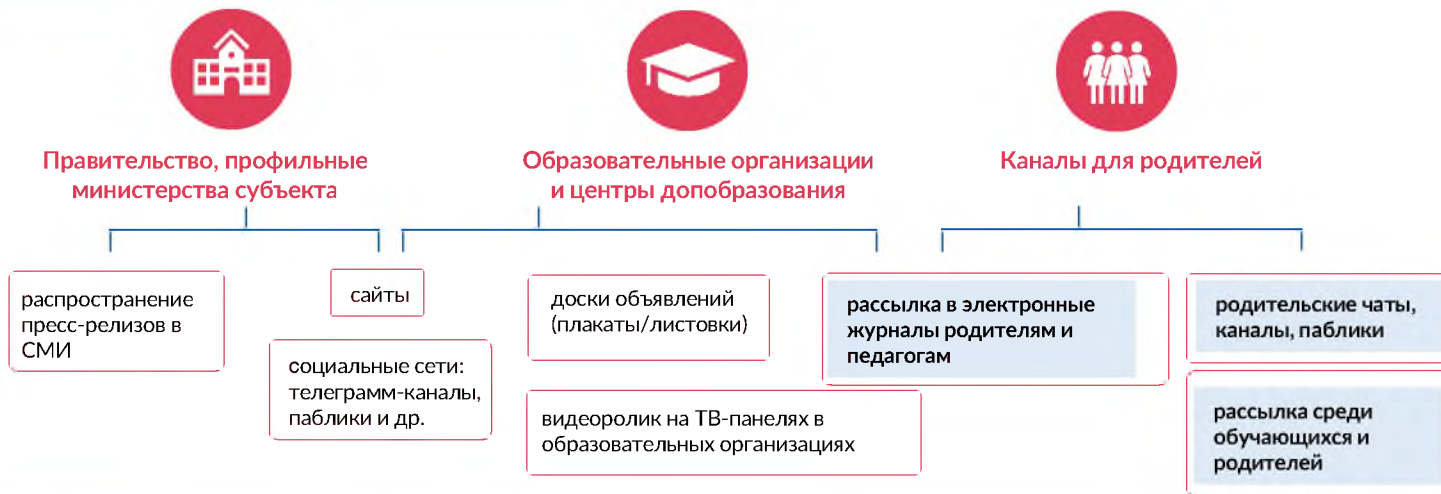 Правительство, профильные
министерства субъекта
Образовательные организации
и центры допобразования
Каналы для родителей
распространение
пресс-релизов в
СМИ
сайты
социальные сети:
телеграмм-каналы,
паблики и др.
доски объявлений
(плакаты/листовки)
видеоролик на ТВ-панелях в
образовательных организациях
рассылка в электронные
журналы родителям и
педагогам
родительские чаты,
каналы, паблики
рассылка среди
обучающихся и
родителей